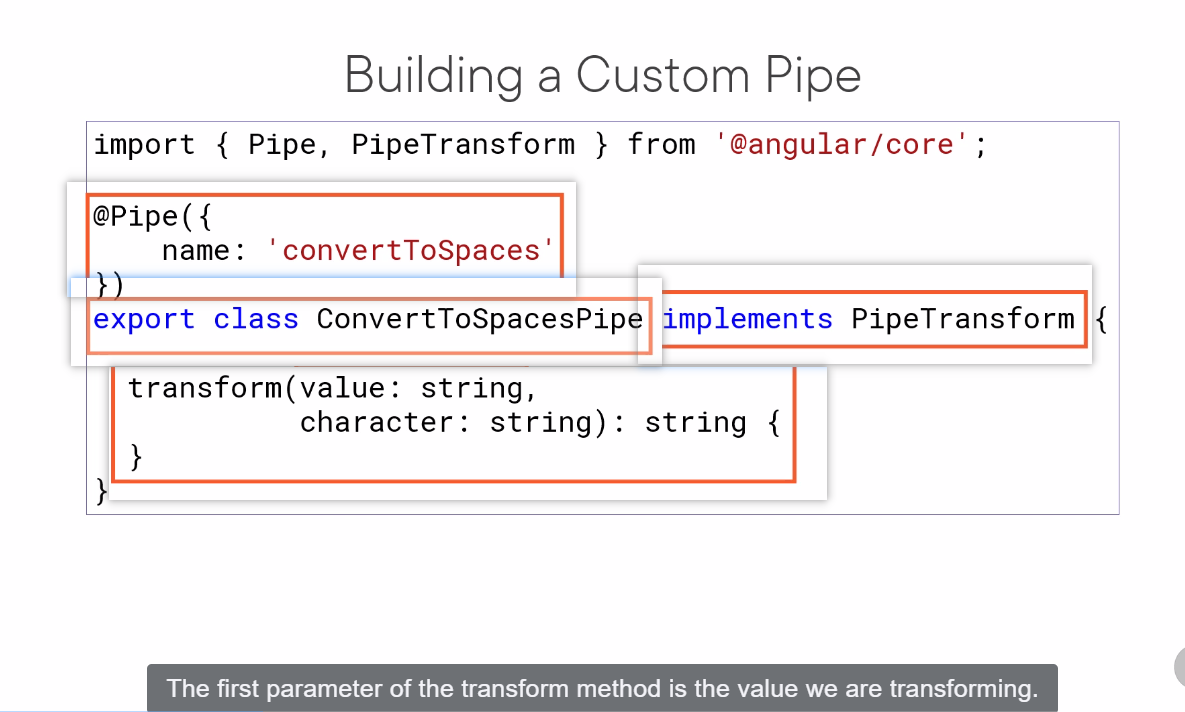 Building a Custom Pipe
import { Pipe, PipeTransform } from '@angular/core';
@Pipe({
    name: 'convertToSpaces'
})
export class ConvertToSpacesPipe implements PipeTransform {
  transform(value: string,
            character: string): string {
  }
}
The first parameter of the transform method is the value we are transforming.